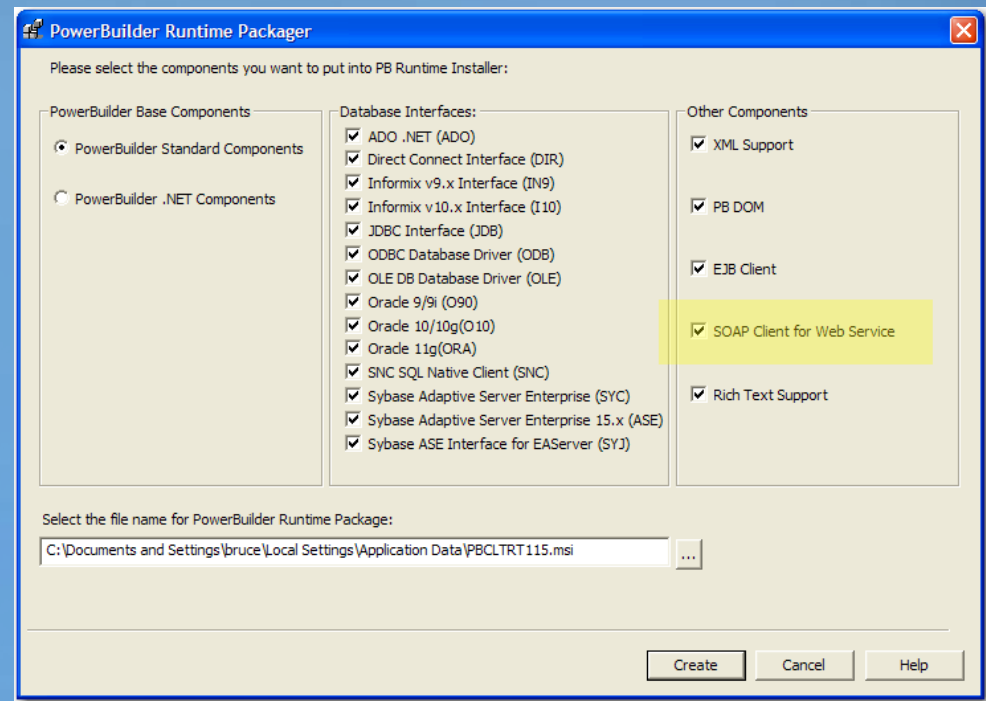 PowerBuilder Runtime Packager
Please select the components you want to put into PB Runtime Installer:
PowerBuilder Base Components
PowerBuilder Standard Components
PowerBuilder .NET Components
Database Interfaces:
ADO .NET (ADO)
Direct Connect Interface (DIR)
Informix v9.x Interface (IN9)
Informix v10.x Interface (I10)
JDBC Interface (JDB)
ODBC Database Driver (ODB)
OLE DB Database Driver (OLE)
Oracle 9/9i (O90)
Oracle 10/10g(O10)
Oracle 11g(ORA)
SNC SQL Native Client (SNC)
Sybase Adaptive Server Enterprise (SYC)
Sybase Adaptive Server Enterprise 15.x (ASE)
Sybase ASE Interface for EAServer (SYJ)
Other Components
XML Support
PB DOM
EJB Client
SOAP Client for Web Service
Rich Text Support
Select the file name for PowerBuilder Runtime Package:
C:\Documents and Settings\bruce\Local Settings\Application Data\PBCLTRT115.msi
...
Create Cancel Help